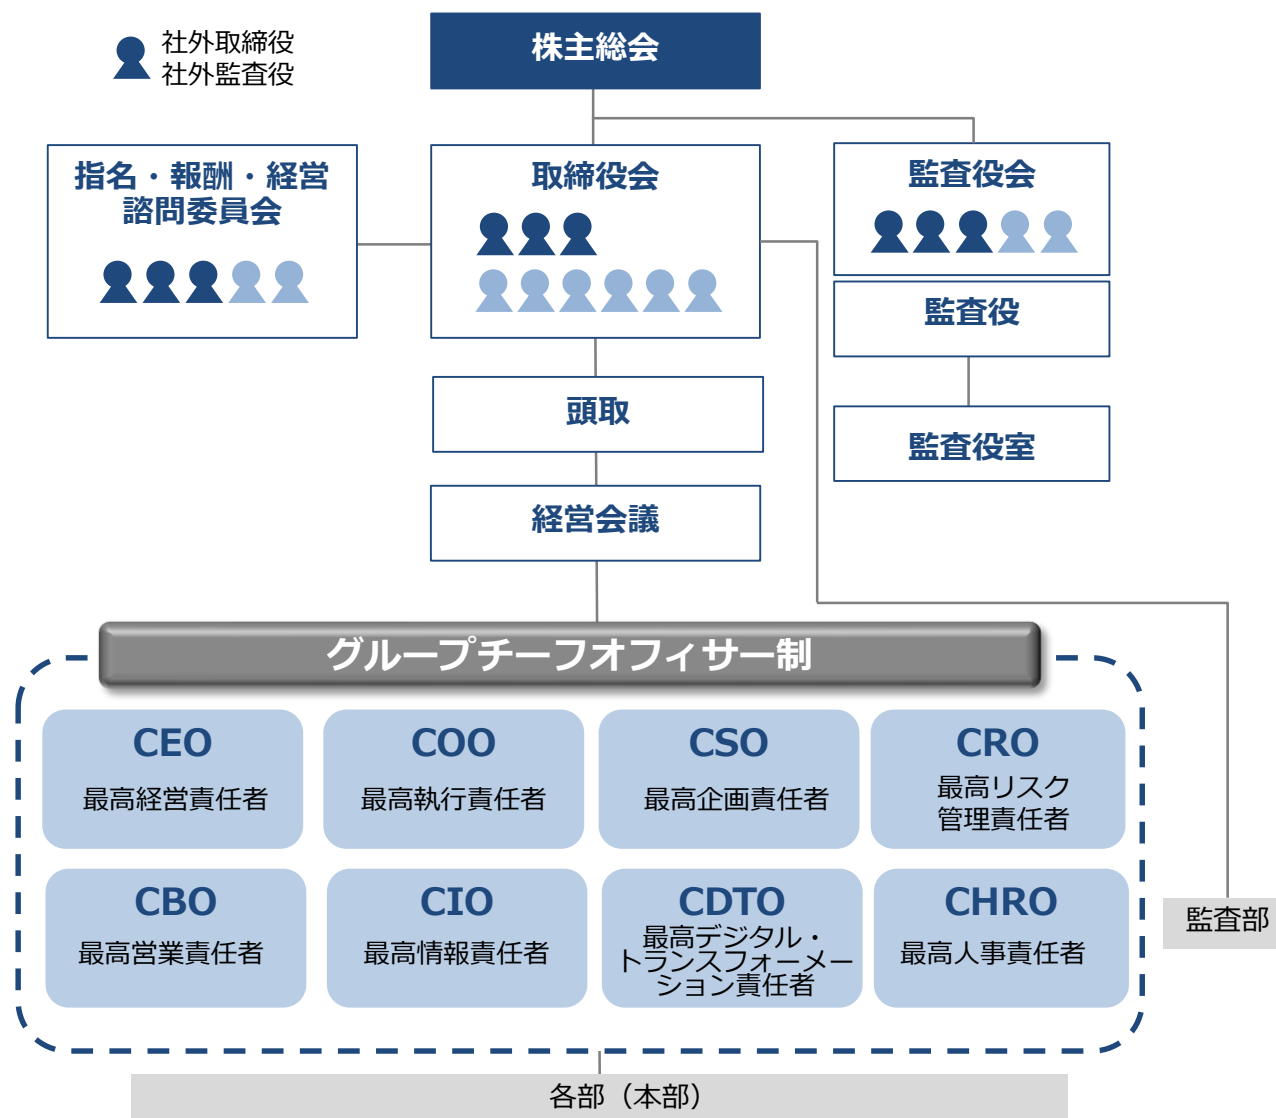 社外取締役
社外監査役
株主総会
指名・報酬・経営
諮問委員会
取締役会
監査役会
監査役
頭取
監査役室
経営会議
グループチーフオフィサー制
CEO
最高経営責任者
COO
最高執行責任者
CSO
最高企画責任者
CRO
最高リスク
管理責任者
CBO
最高営業責任者
CIO
最高情報責任者
CDTO
最高デジタル・
トランスフォーメー
ション責任者
CHRO
最高人事責任者
監査部
各部（本部）